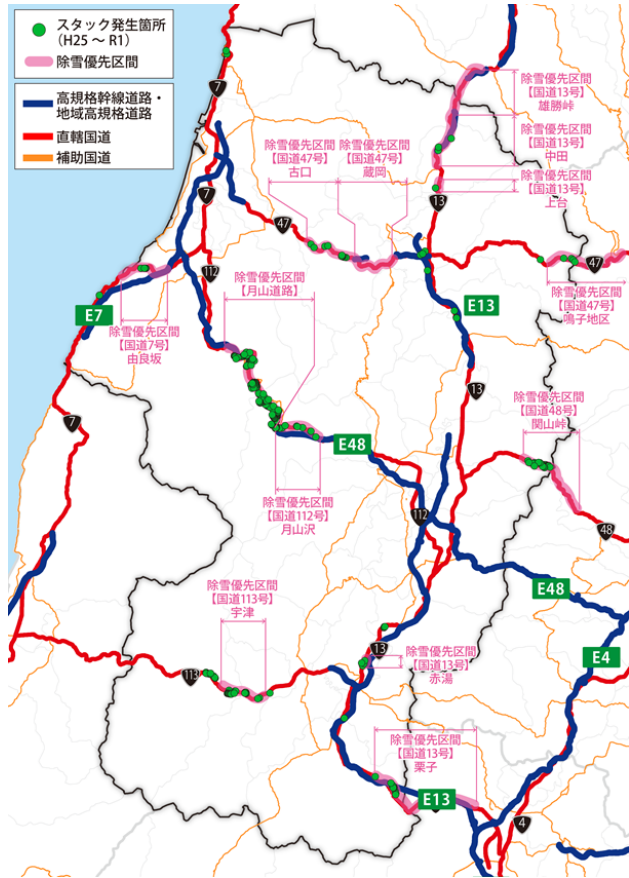 スタック発生箇所
（H25 ～ R1）
除雪優先区間
高規格幹線道路・
地域高規格道路
直轄国道
補助国道
7
除雪優先区間
【国道13号】
雄勝峠
除雪優先区間
【国道13号】
中田
除雪優先区間
【国道13号】
上台
除雪優先区間
【国道47号】
古口
除雪優先区間
【国道47号】
蔵岡
7
13
47
47
112
除雪優先区間
【月山道路】
E7
除雪優先区間
【国道7号】
由良坂
E13
除雪優先区間
【国道47号】
鳴子地区
13
除雪優先区間
【国道48号】
関山峠
7
E48
除雪優先区間
【国道112号】
月山沢
112
48
E48
除雪優先区間
【国道113号】
宇津
13
除雪優先区間
【国道13号】
赤湯
E4
113
除雪優先区間
【国道13号】
栗子
E13
4